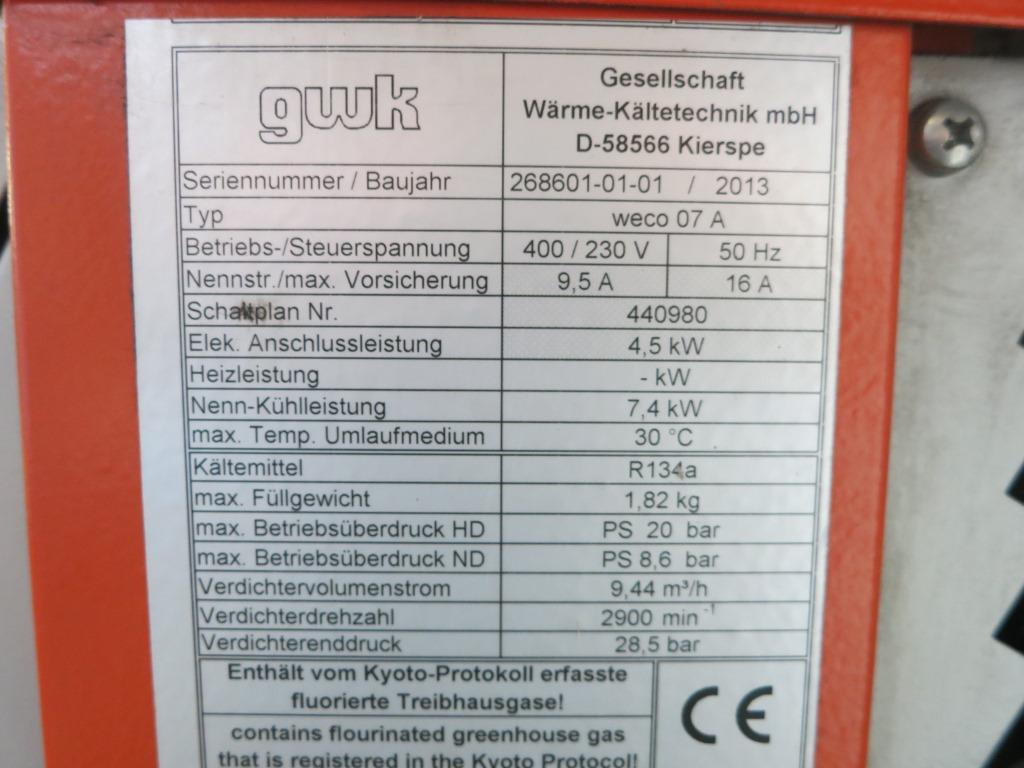 gwk
Gesellschaft
Wärme-Kältetechnik mbH
D-58566 Kierspe
Seriennummer / Baujahr 268601-01-01 / 2013
Typ weco 07 A
Betriebs-/Steuerspannung 400 / 230 V 50 Hz
Nennstr./max. Vorsicherung 9,5 A 16 A
Schaltplan Nr. 440980
Elek. Anschlussleistung 4,5 kW
Heizleistung - kW
Nenn-Kühlleistung 7,4 kW
max. Temp. Umlaufmedium 30 °C
Kältemittel R134a
max. Füllgewicht 1,82 kg
max. Betriebsüberdruck HD PS 20 bar
max. Betriebsüberdruck ND PS 8,6 bar
Verdichtervolumenstrom 9,44 m³/h
Verdichterdrehzahl 2900 min⁻¹
Verdichterenddruck 28,5 bar
Enthält vom Kyoto-Protokoll erfasste
fluorierte Treibhausgase!
CE
contains flourinated greenhouse gas
that is registered in the Kyoto Protocol!